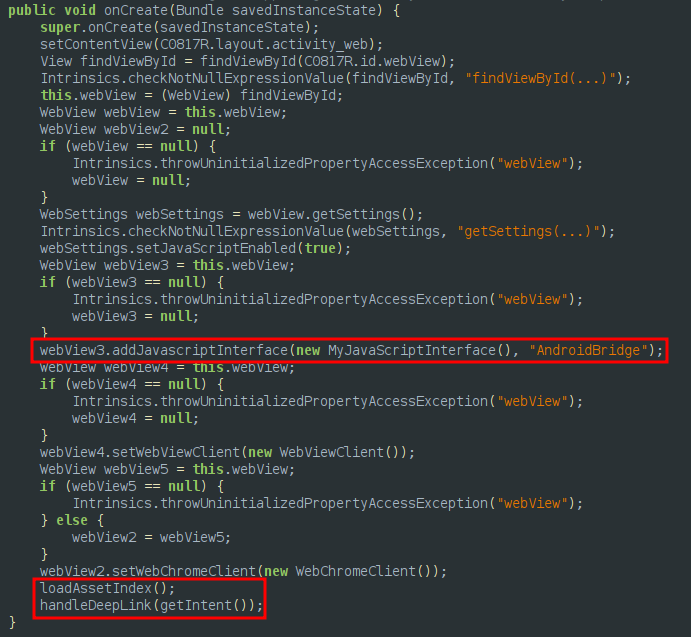 public void onCreate(Bundle savedInstanceState) {
    super.onCreate(savedInstanceState);
    setContentView(C0817R.layout.activity_web);
    View findViewById = findViewById(C0817R.id.webView);
    Intrinsics.checkNotNullExpressionValue(findViewById, "findViewById(...)");
    this.webView = (WebView) findViewById;
    WebView webView = this.webView;
    WebView webView2 = null;
    if (webView == null) {
        Intrinsics.throwUninitializedPropertyAccessException("webView");
        webView = null;
    }
    WebSettings webSettings = webView.getSettings();
    Intrinsics.checkNotNullExpressionValue(webSettings, "getSettings(...)");
    webSettings.setJavaScriptEnabled(true);
    WebView webView3 = this.webView;
    if (webView3 == null) {
        Intrinsics.throwUninitializedPropertyAccessException("webView");
        webView3 = null;
    }
    webView3.addJavascriptInterface(new MyJavaScriptInterface(), "AndroidBridge");
    WebView webView4 = this.webView;
    if (webView4 == null) {
        Intrinsics.throwUninitializedPropertyAccessException("webView");
        webView4 = null;
    }
    webView4.setWebViewClient(new WebViewClient());
    WebView webView5 = this.webView;
    if (webView5 == null) {
        Intrinsics.throwUninitializedPropertyAccessException("webView");
    } else {
        webView2 = webView5;
    }
    webView2.setWebChromeClient(new WebChromeClient());
    loadAssetIndex();
    handleDeepLink(getIntent());
}